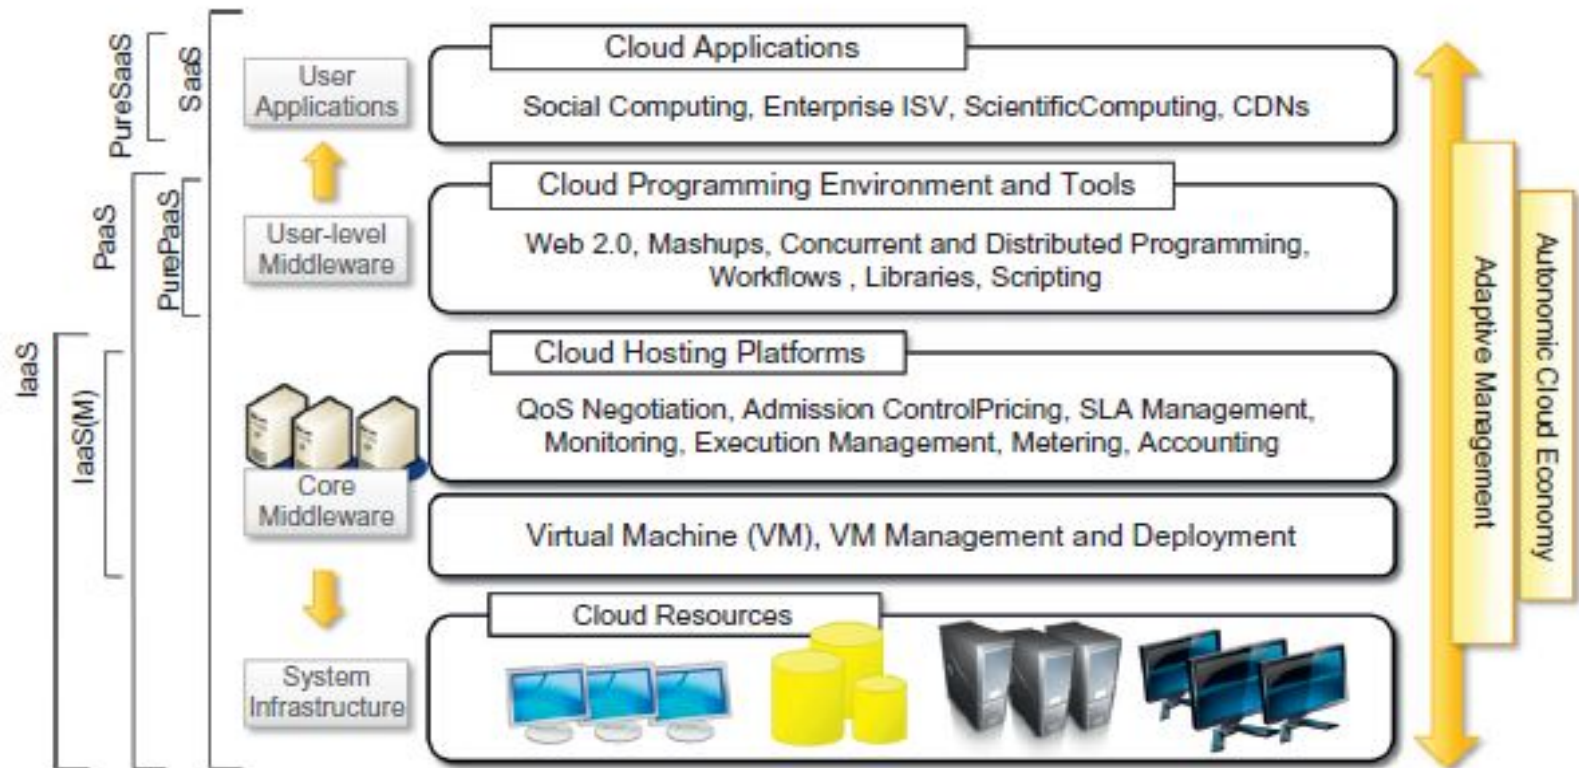 PureSaaS
SaaS
User
Applications
Cloud Applications
Social Computing, Enterprise ISV, ScientificComputing, CDNs
PaaS
PurePaaS
User-level
Middleware
Cloud Programming Environment and Tools
Web 2.0, Mashups, Concurrent and Distributed Programming,
Workflows , Libraries, Scripting
IaaS
IaaS(M)
Core
Middleware
Cloud Hosting Platforms
QoS Negotiation, Admission ControlPricing, SLA Management,
Monitoring, Execution Management, Metering, Accounting
Virtual Machine (VM), VM Management and Deployment
System
Infrastructure
Cloud Resources
Adaptive Management
Autonomic Cloud Economy